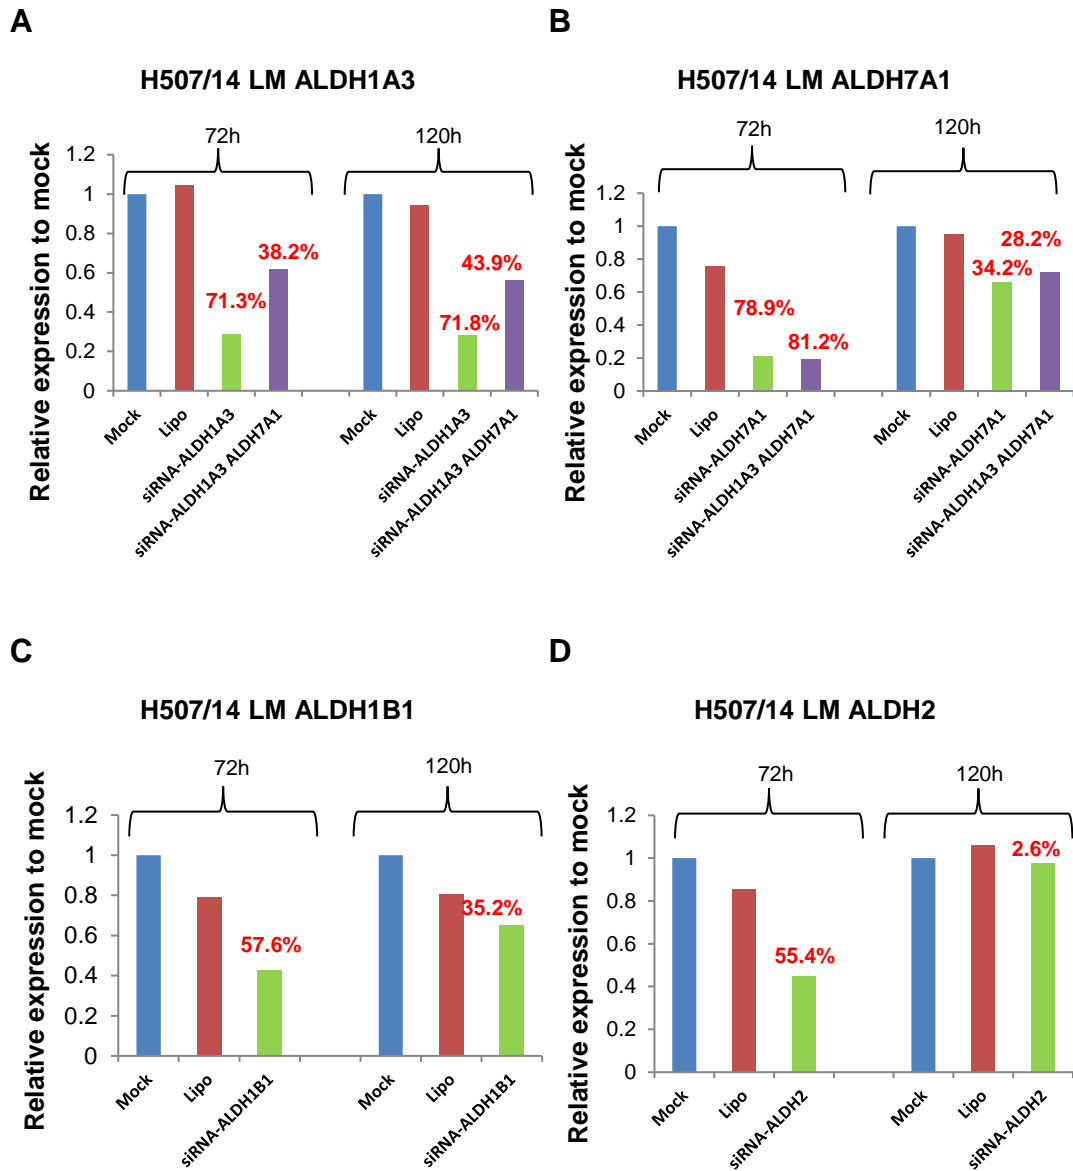 A
H507/14 LM ALDH1A3
72h
120h
Relative expression to mock
1.2
1
0.8
0.6
0.4
0.2
0
71.3%
38.2%
71.8%
43.9%
Mock
Lipo
siRNA-ALDH1A3
siRNA-ALDH1A3 ALDH7A1
Mock
Lipo
siRNA-ALDH1A3
siRNA-ALDH1A3 ALDH7A1
B
H507/14 LM ALDH7A1
72h
120h
Relative expression to mock
1.2
1
0.8
0.6
0.4
0.2
0
78.9%
81.2%
34.2%
28.2%
Mock
Lipo
siRNA-ALDH7A1
siRNA-ALDH1A3 ALDH7A1
Mock
Lipo
siRNA-ALDH7A1
siRNA-ALDH1A3 ALDH7A1
C
H507/14 LM ALDH1B1
72h
120h
Relative expression to mock
1.2
1
0.8
0.6
0.4
0.2
0
57.6%
35.2%
Mock
Lipo
siRNA-ALDH1B1
Mock
Lipo
siRNA-ALDH1B1
D
H507/14 LM ALDH2
72h
120h
Relative expression to mock
1.2
1
0.8
0.6
0.4
0.2
0
55.4%
2.6%
Mock
Lipo
siRNA-ALDH2
Mock
Lipo
siRNA-ALDH2